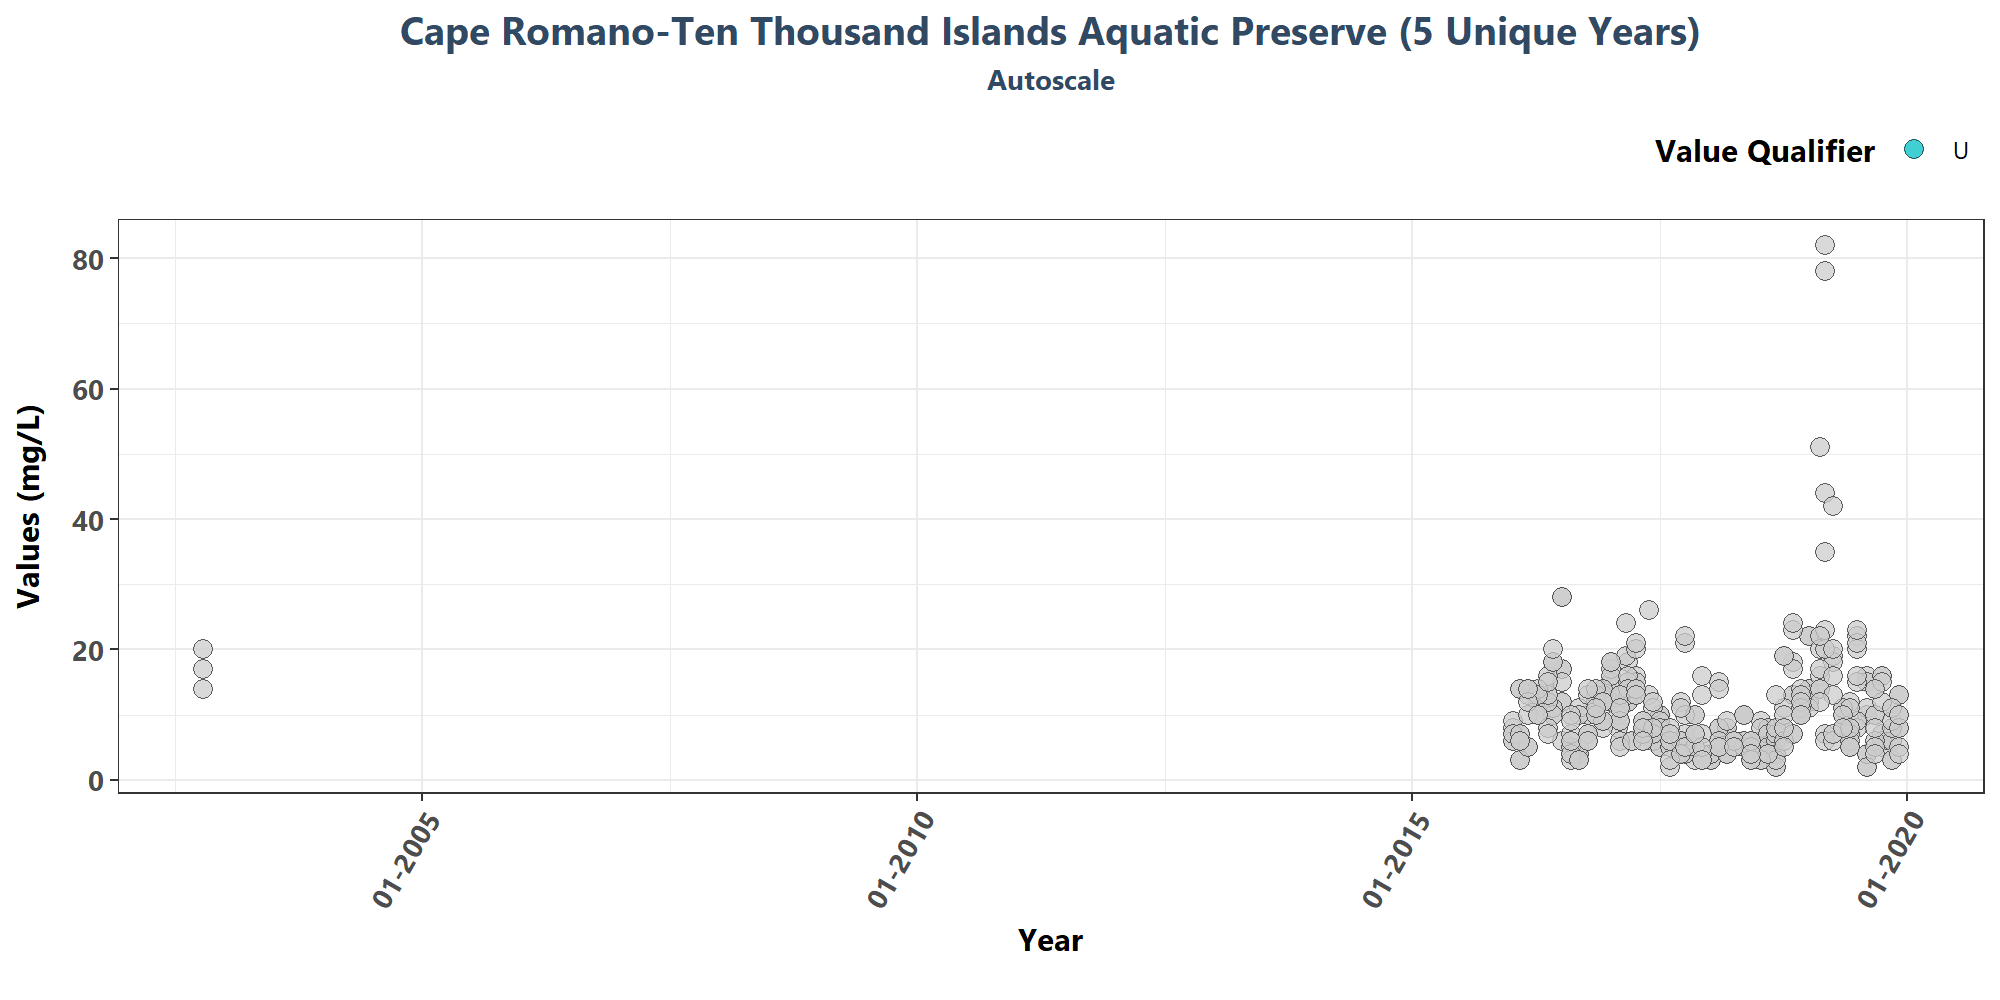 Cape Romano-Ten Thousand Islands Aquatic Preserve (5 Unique Years)
Autoscale
Value Qualifier U
80
60
40
20
0
Values (mg/L)
01-2005 01-2010 01-2015 01-2020
Year